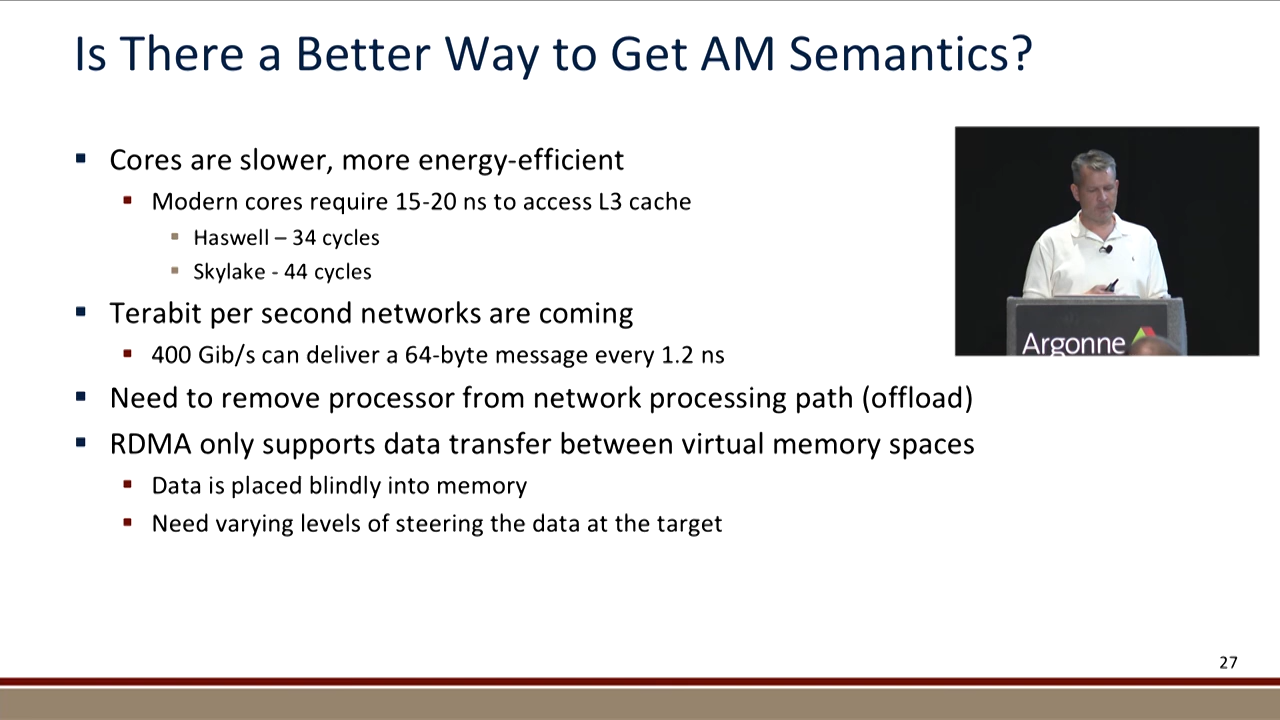 Is There a Better Way to Get AM Semantics?
Cores are slower, more energy-efficient
Modern cores require 15-20 ns to access L3 cache
Haswell – 34 cycles
Skylake - 44 cycles
Terabit per second networks are coming
400 Gib/s can deliver a 64-byte message every 1.2 ns
Need to remove processor from network processing path (offload)
RDMA only supports data transfer between virtual memory spaces
Data is placed blindly into memory
Need varying levels of steering the data at the target
Argonne
27